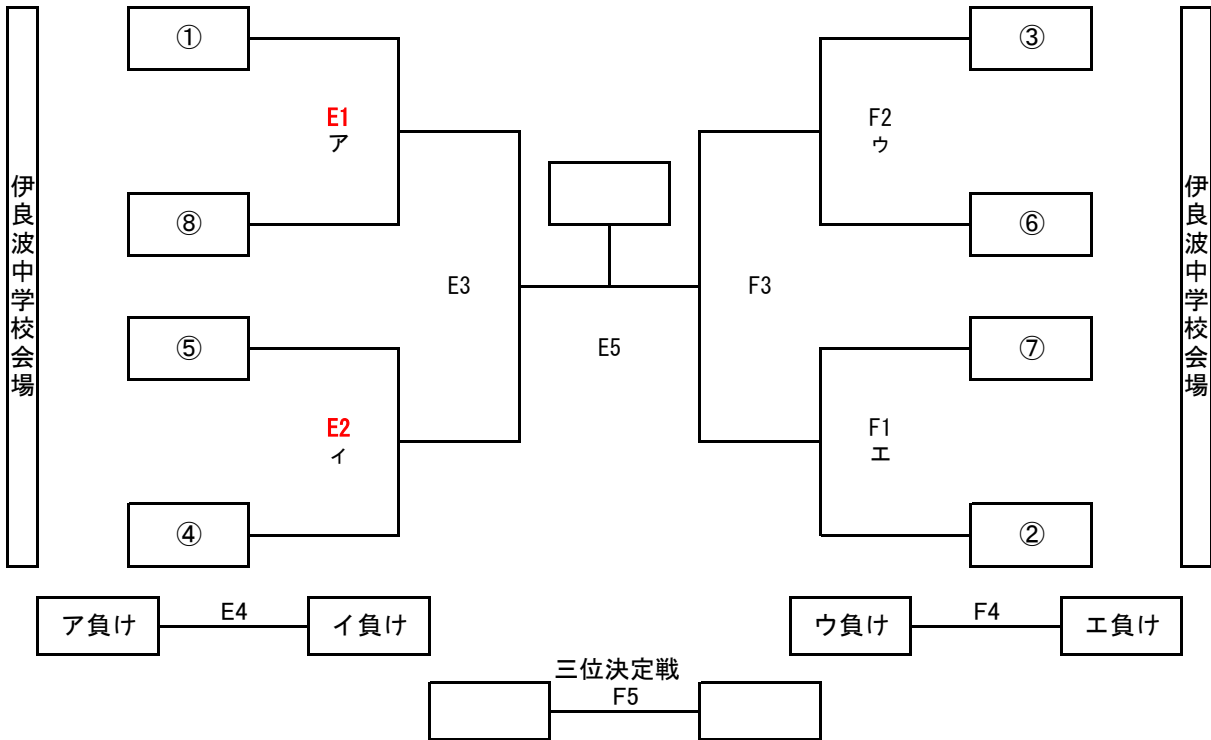 伊良波中学校会場
①
③
E1
ア
F2
ウ
⑧
⑥
E3
F3
⑤
⑦
E5
E2
イ
F1
エ
④
②
伊良波中学校会場
ア負け
E4
イ負け
ウ負け
F4
エ負け
三位決定戦
F5